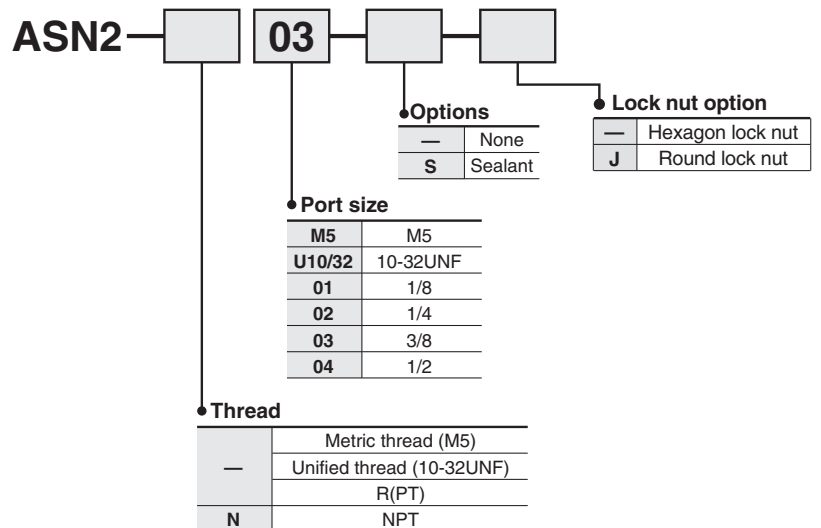 ASN2— 03 — —
Options
— None
S Sealant
Lock nut option
— Hexagon lock nut
J Round lock nut
Port size
M5 M5
U10/32 10-32UNF
01 1/8
02 1/4
03 3/8
04 1/2
Thread
— Metric thread (M5)
Unified thread (10-32UNF)
R(PT)
N NPT